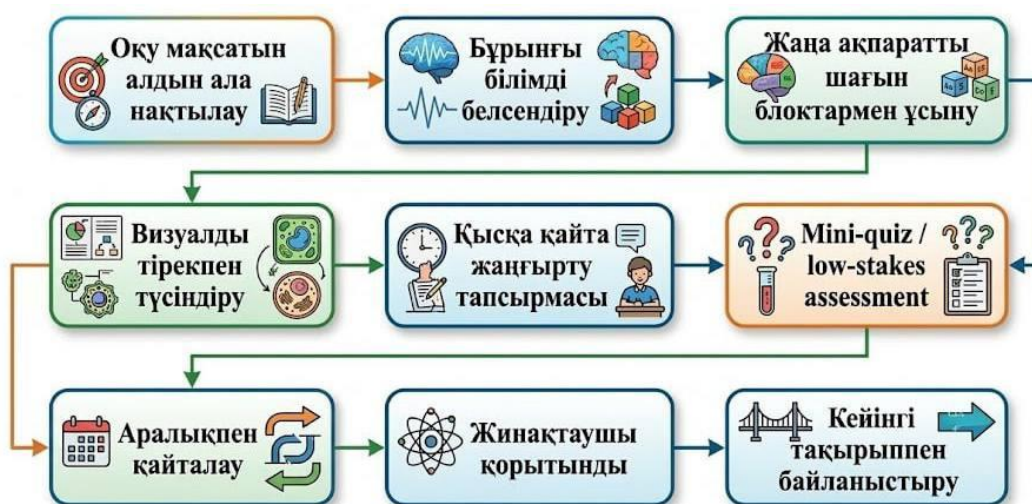 Оқу мақсатын
алдын ала
нақтылау
Бұрынғы
білімді
белсендіру
Жаңа ақпаратты
шағын
блоктармен ұсыну
Визуалды
тірекпен
түсіндіру
Қысқа қайта
жаңғырту
тапсырмасы
Mini-quiz /
low-stakes
assessment
Аралықпен
қайталау
Жинақтаушы
қорытынды
Кейінгі
тақырыппен
байланыстыру